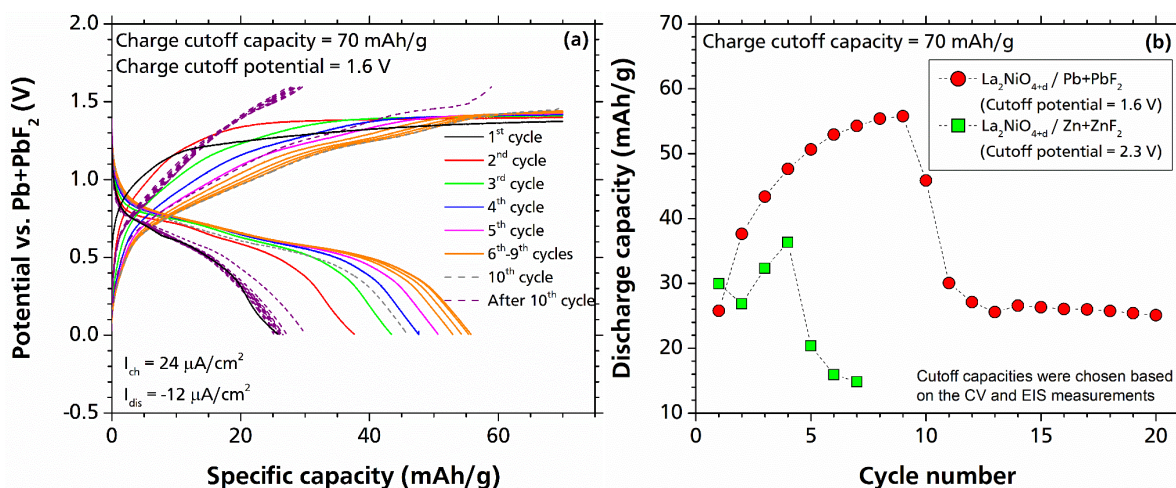 Charge cutoff capacity = 70 mAh/g
(a)
Charge cutoff potential = 1.6 V
2.0
1.5
1.0
0.5
0.0
-0.5
Potential vs. Pb+PbF2 (V)
1st cycle
2nd cycle
3rd cycle
4th cycle
5th cycle
6th-9th cycles
10th cycle
After 10th cycle
Ich = 24 µA/cm2
Idis = -12 µA/cm2
0 20 40 60
Specific capacity (mAh/g)
Charge cutoff capacity = 70 mAh/g
(b)
70
60
50
40
30
20
10
Discharge capacity (mAh/g)
La2NiO4+d / Pb+PbF2
(Cutoff potential = 1.6 V)
La2NiO4+d / Zn+ZnF2
(Cutoff potential = 2.3 V)
Cutoff capacities were chosen based
on the CV and EIS measurements
0 5 10 15 20
Cycle number